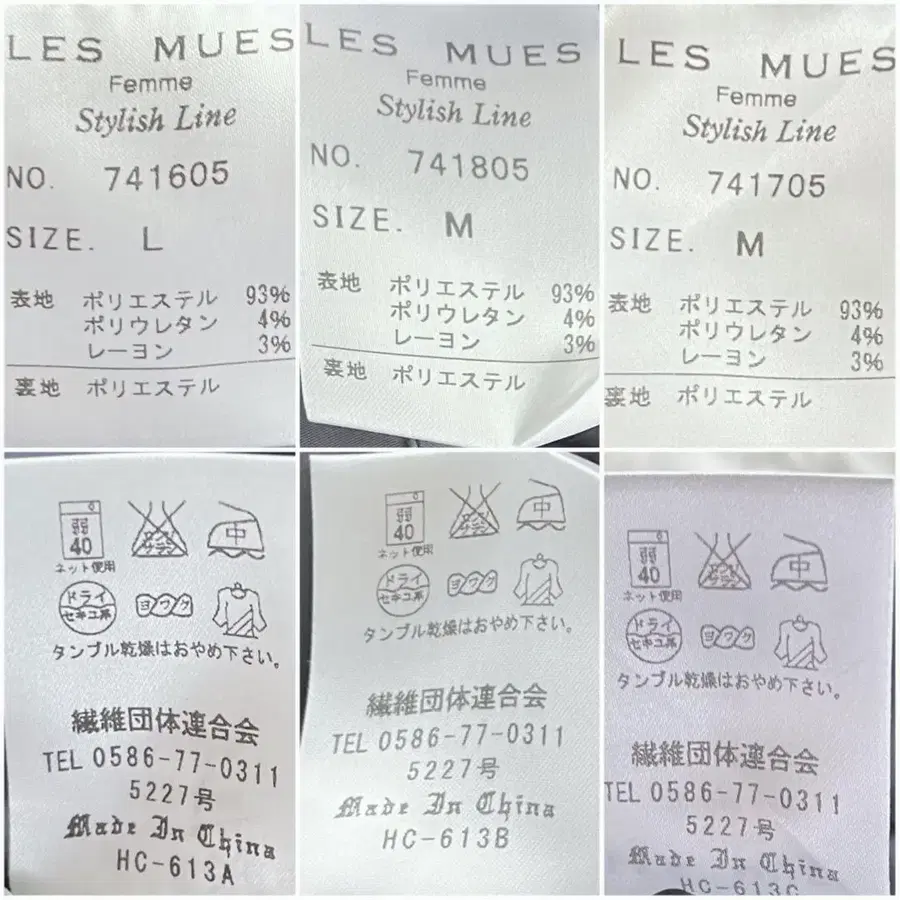 LES MUES
Femme
Stylish Line
NO. 741605
SIZE. L
表地 ポリエステル 93%
ポリウレタン 4%
レーヨン 3%
裏地 ポリエステル
LES MUES
Femme
Stylish Line
NO. 741805
SIZE. M
表地 ポリエステル 93%
ポリウレタン 4%
レーヨン 3%
裏地 ポリエステル
LES MUES
Femme
Stylish Line
NO. 741705
SIZE. M
表地 ポリエステル 93%
ポリウレタン 4%
レーヨン 3%
裏地 ポリエステル
弱 中
40
ネット使用
ドライ ヨワク
セキユ系
タンブル乾燥はおやめ下さい。
繊維団体連合会
TEL 0586-77-0311
5227号
Made In China
HC-613A
弱 中
40
ネット使用
ドライ ヨワク
セキユ系
タンブル乾燥はおやめ下さい。
繊維団体連合会
TEL 0586-77-0311
5227号
Made In China
HC-613B
弱 中
40
ネット使用
ドライ ヨワク
セキユ系
タンブル乾燥はおやめ下さい。
繊維団体連合会
TEL 0586-77-0311
5227号
Made In China
HC-613C